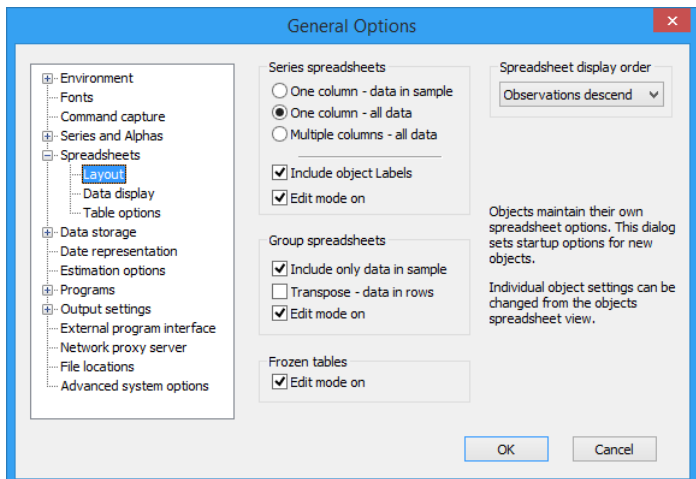 General Options
Environment
Fonts
Command capture
Series and Alphas
Spreadsheets
Layout
Data display
Table options
Data storage
Date representation
Estimation options
Programs
Output settings
External program interface
Network proxy server
File locations
Advanced system options
Series spreadsheets
One column - data in sample
One column - all data
Multiple columns - all data
Include object Labels
Edit mode on
Group spreadsheets
Include only data in sample
Transpose - data in rows
Edit mode on
Frozen tables
Edit mode on
Spreadsheet display order
Observations descend
Objects maintain their own
spreadsheet options. This dialog
sets startup options for new
objects.
Individual object settings can be
changed from the objects
spreadsheet view.
OK
Cancel